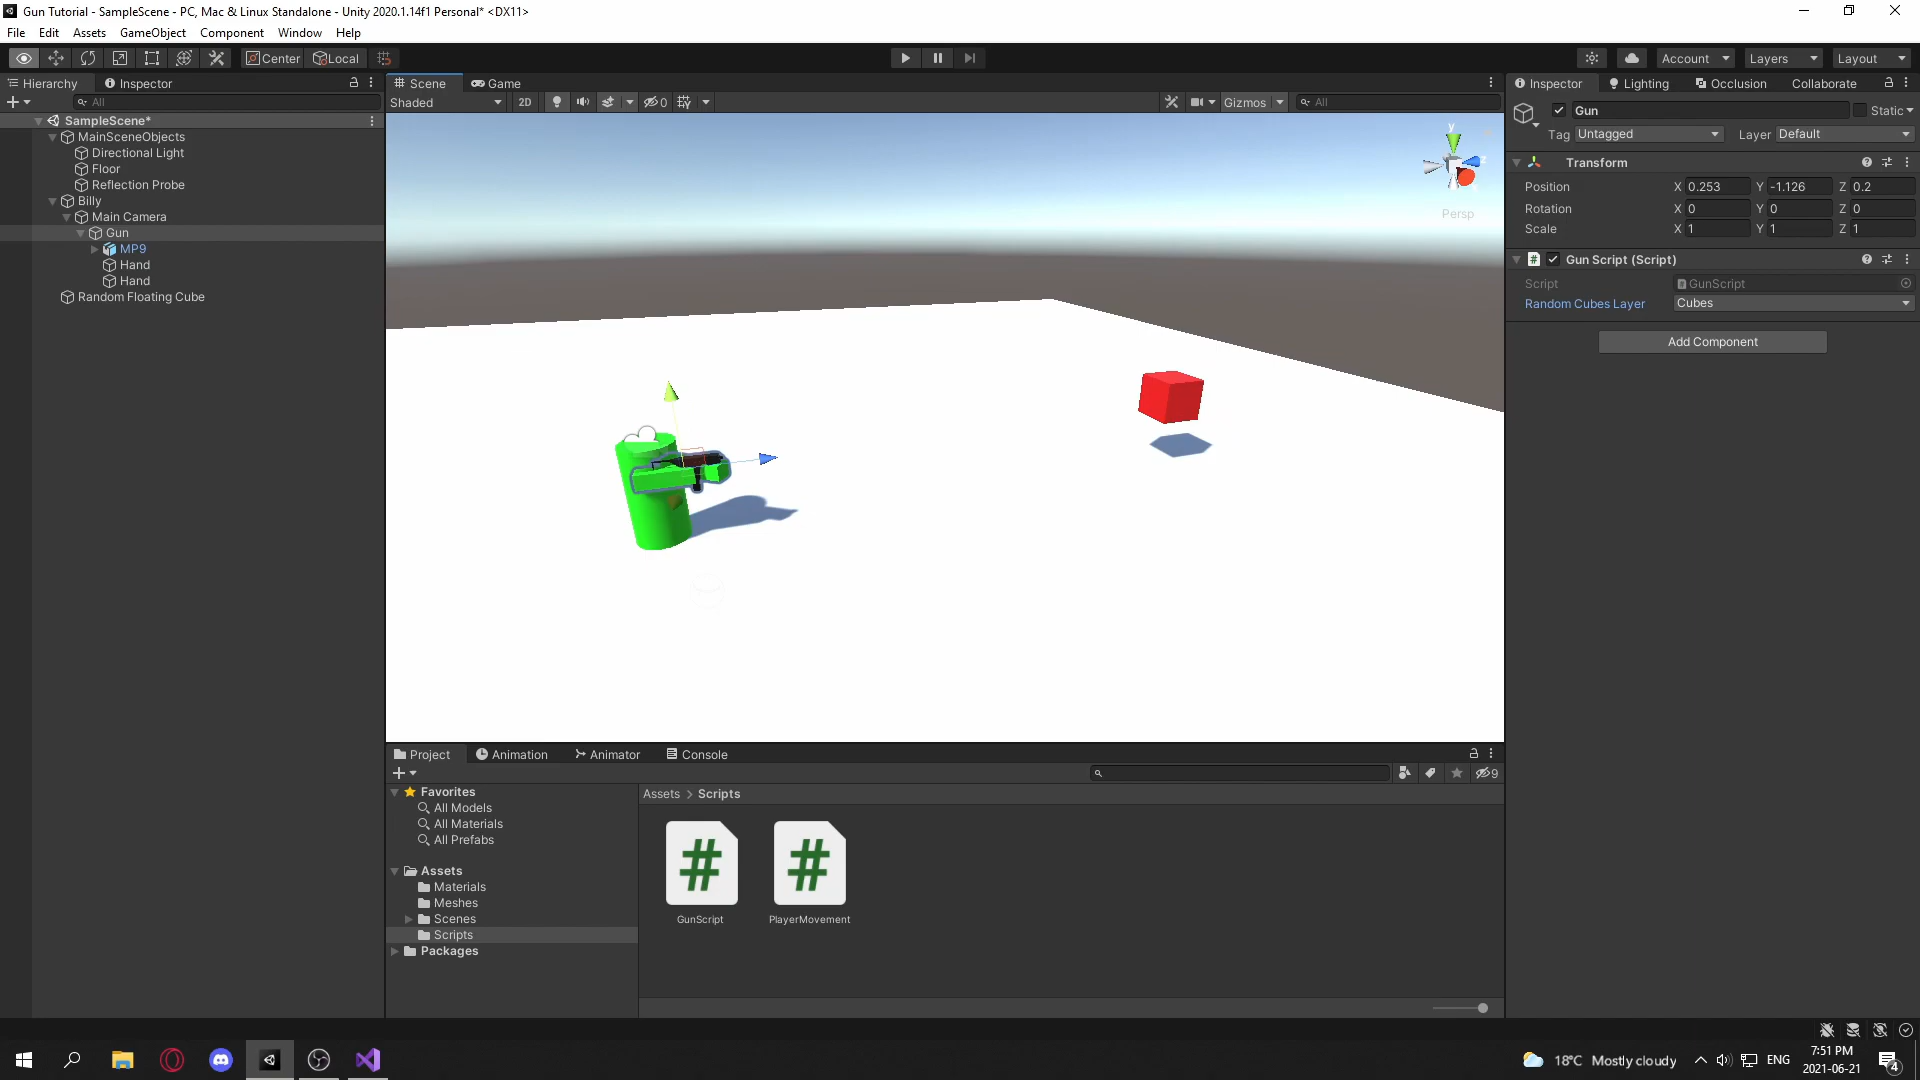 Gun Tutorial - SampleScene - PC, Mac & Linux Standalone - Unity 2020.1.14f1 Personal* <DX11>
File Edit Assets GameObject Component Window Help
Center Local Account Layers Layout
Hierarchy Inspector
All
SampleScene*
MainSceneObjects
Directional Light
Floor
Reflection Probe
Billy
Main Camera
Gun
MP9
Hand
Hand
Random Floating Cube
Scene Game
Shaded 2D 0 Gizmos All
y
z
Persp
Project Animation Animator Console
9
Favorites
All Models
All Materials
All Prefabs
Assets
Materials
Meshes
Scenes
Scripts
Packages
Assets > Scripts
GunScript PlayerMovement
Inspector Lighting Occlusion Collaborate
Gun Static
Tag Untagged Layer Default
Transform
Position X 0.253 Y -1.126 Z 0.2
Rotation X 0 Y 0 Z 0
Scale X 1 Y 1 Z 1
# Gun Script (Script)
Script GunScript
Random Cubes Layer Cubes
Add Component
18°C Mostly cloudy ENG 7:51 PM
2021-06-21
4